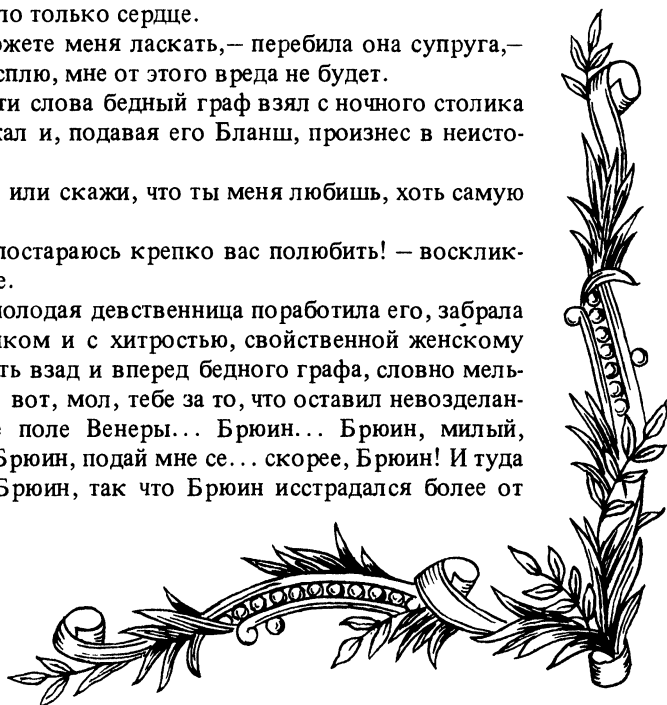 ло только сердце.
ожете меня ласкать,— перебила она супруга,—
сплю, мне от этого вреда не будет.
ти слова бедный граф взял с ночного столика
жал и, подавая его Бланш, произнес в неисто-
или скажи, что ты меня любишь, хоть самую
постараюсь крепко вас полюбить! — восклик-
е.
молодая девственница поработила его, забрала
иком и с хитростью, свойственной женскому
ть взад и вперед бедного графа, словно мель-
вот, мол, тебе за то, что оставил невозделан-
е поле Венеры... Брюин... Брюин, милый,
Брюин, подай мне се... скорее, Брюин! И туда
Брюин, так что Брюин исстрадался более от